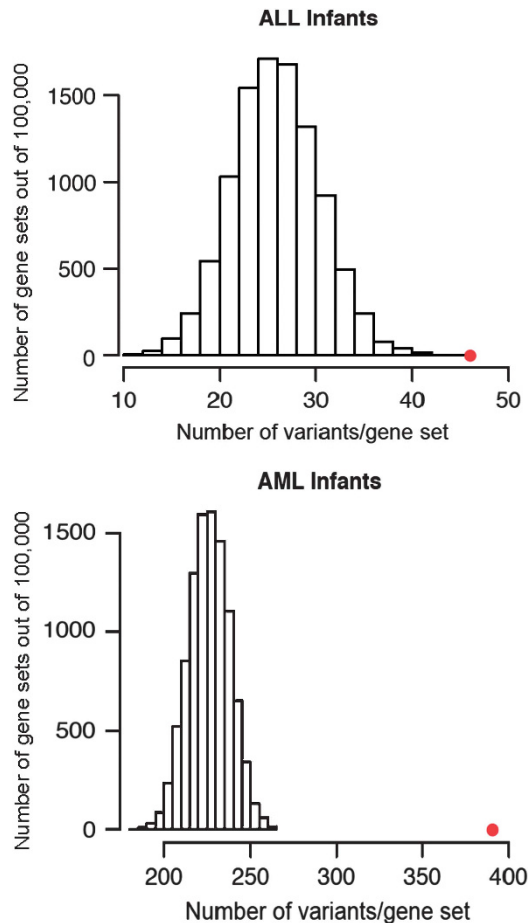 ALL Infants
Number of gene sets out of 100,000
1500
1000
500
0
10 20 30 40 50
Number of variants/gene set
AML Infants
Number of gene sets out of 100,000
1500
1000
500
0
200 250 300 350 400
Number of variants/gene set